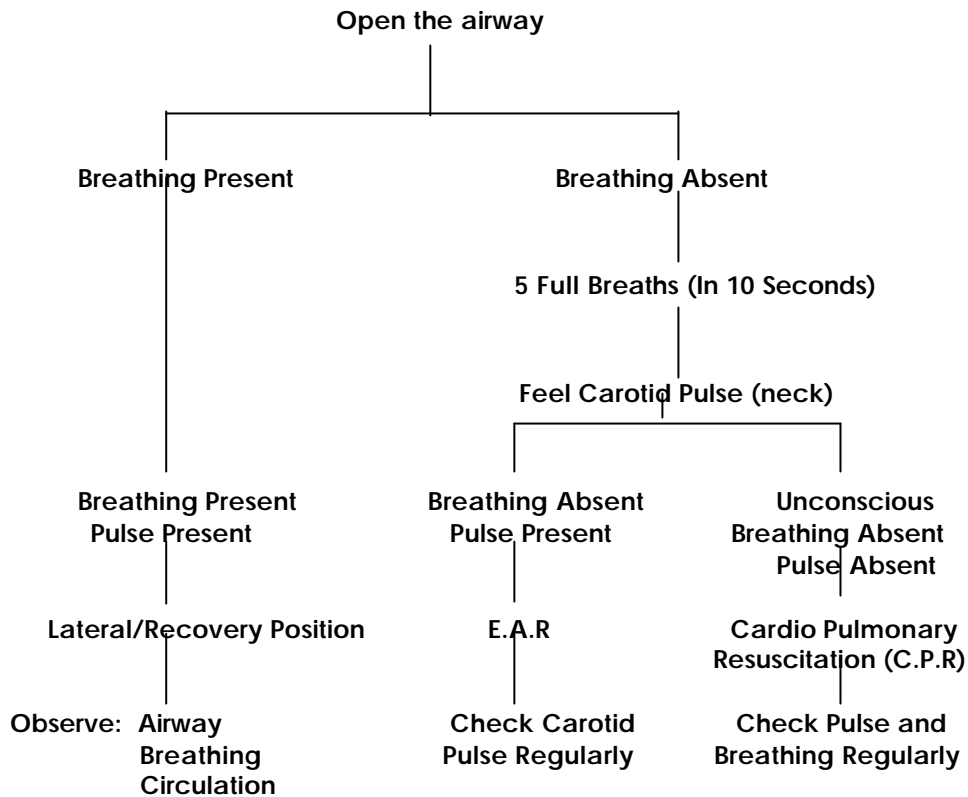 Open the airway
Breathing Present
Breathing Absent
5 Full Breaths (In 10 Seconds)
Feel Carotid Pulse (neck)
Breathing Present
Pulse Present
Breathing Absent
Pulse Present
Unconscious
Breathing Absent
Pulse Absent
Lateral/Recovery Position
E.A.R
Cardio Pulmonary
Resuscitation (C.P.R)
Observe: Airway
Breathing
Circulation
Check Carotid
Pulse Regularly
Check Pulse and
Breathing Regularly